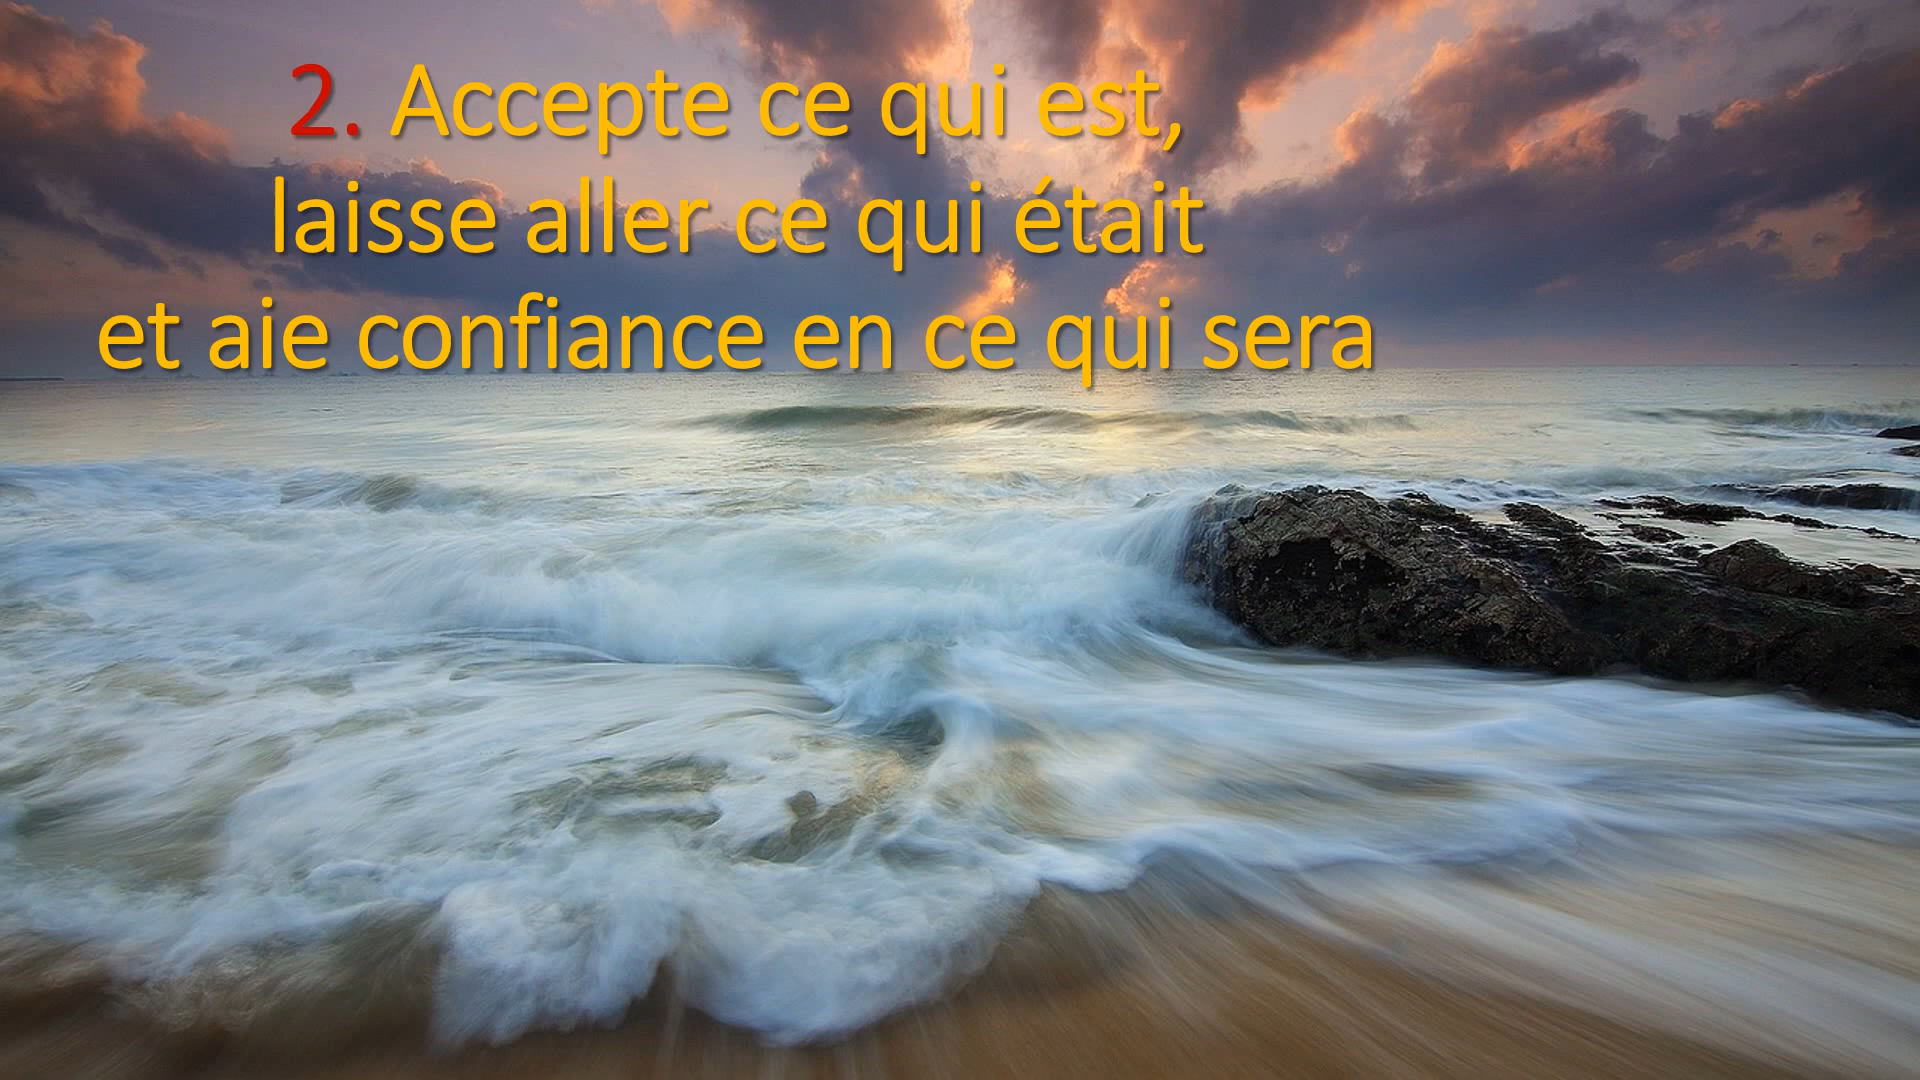 2. Accepte ce qui est,
laisse aller ce qui était
et aie confiance en ce qui sera